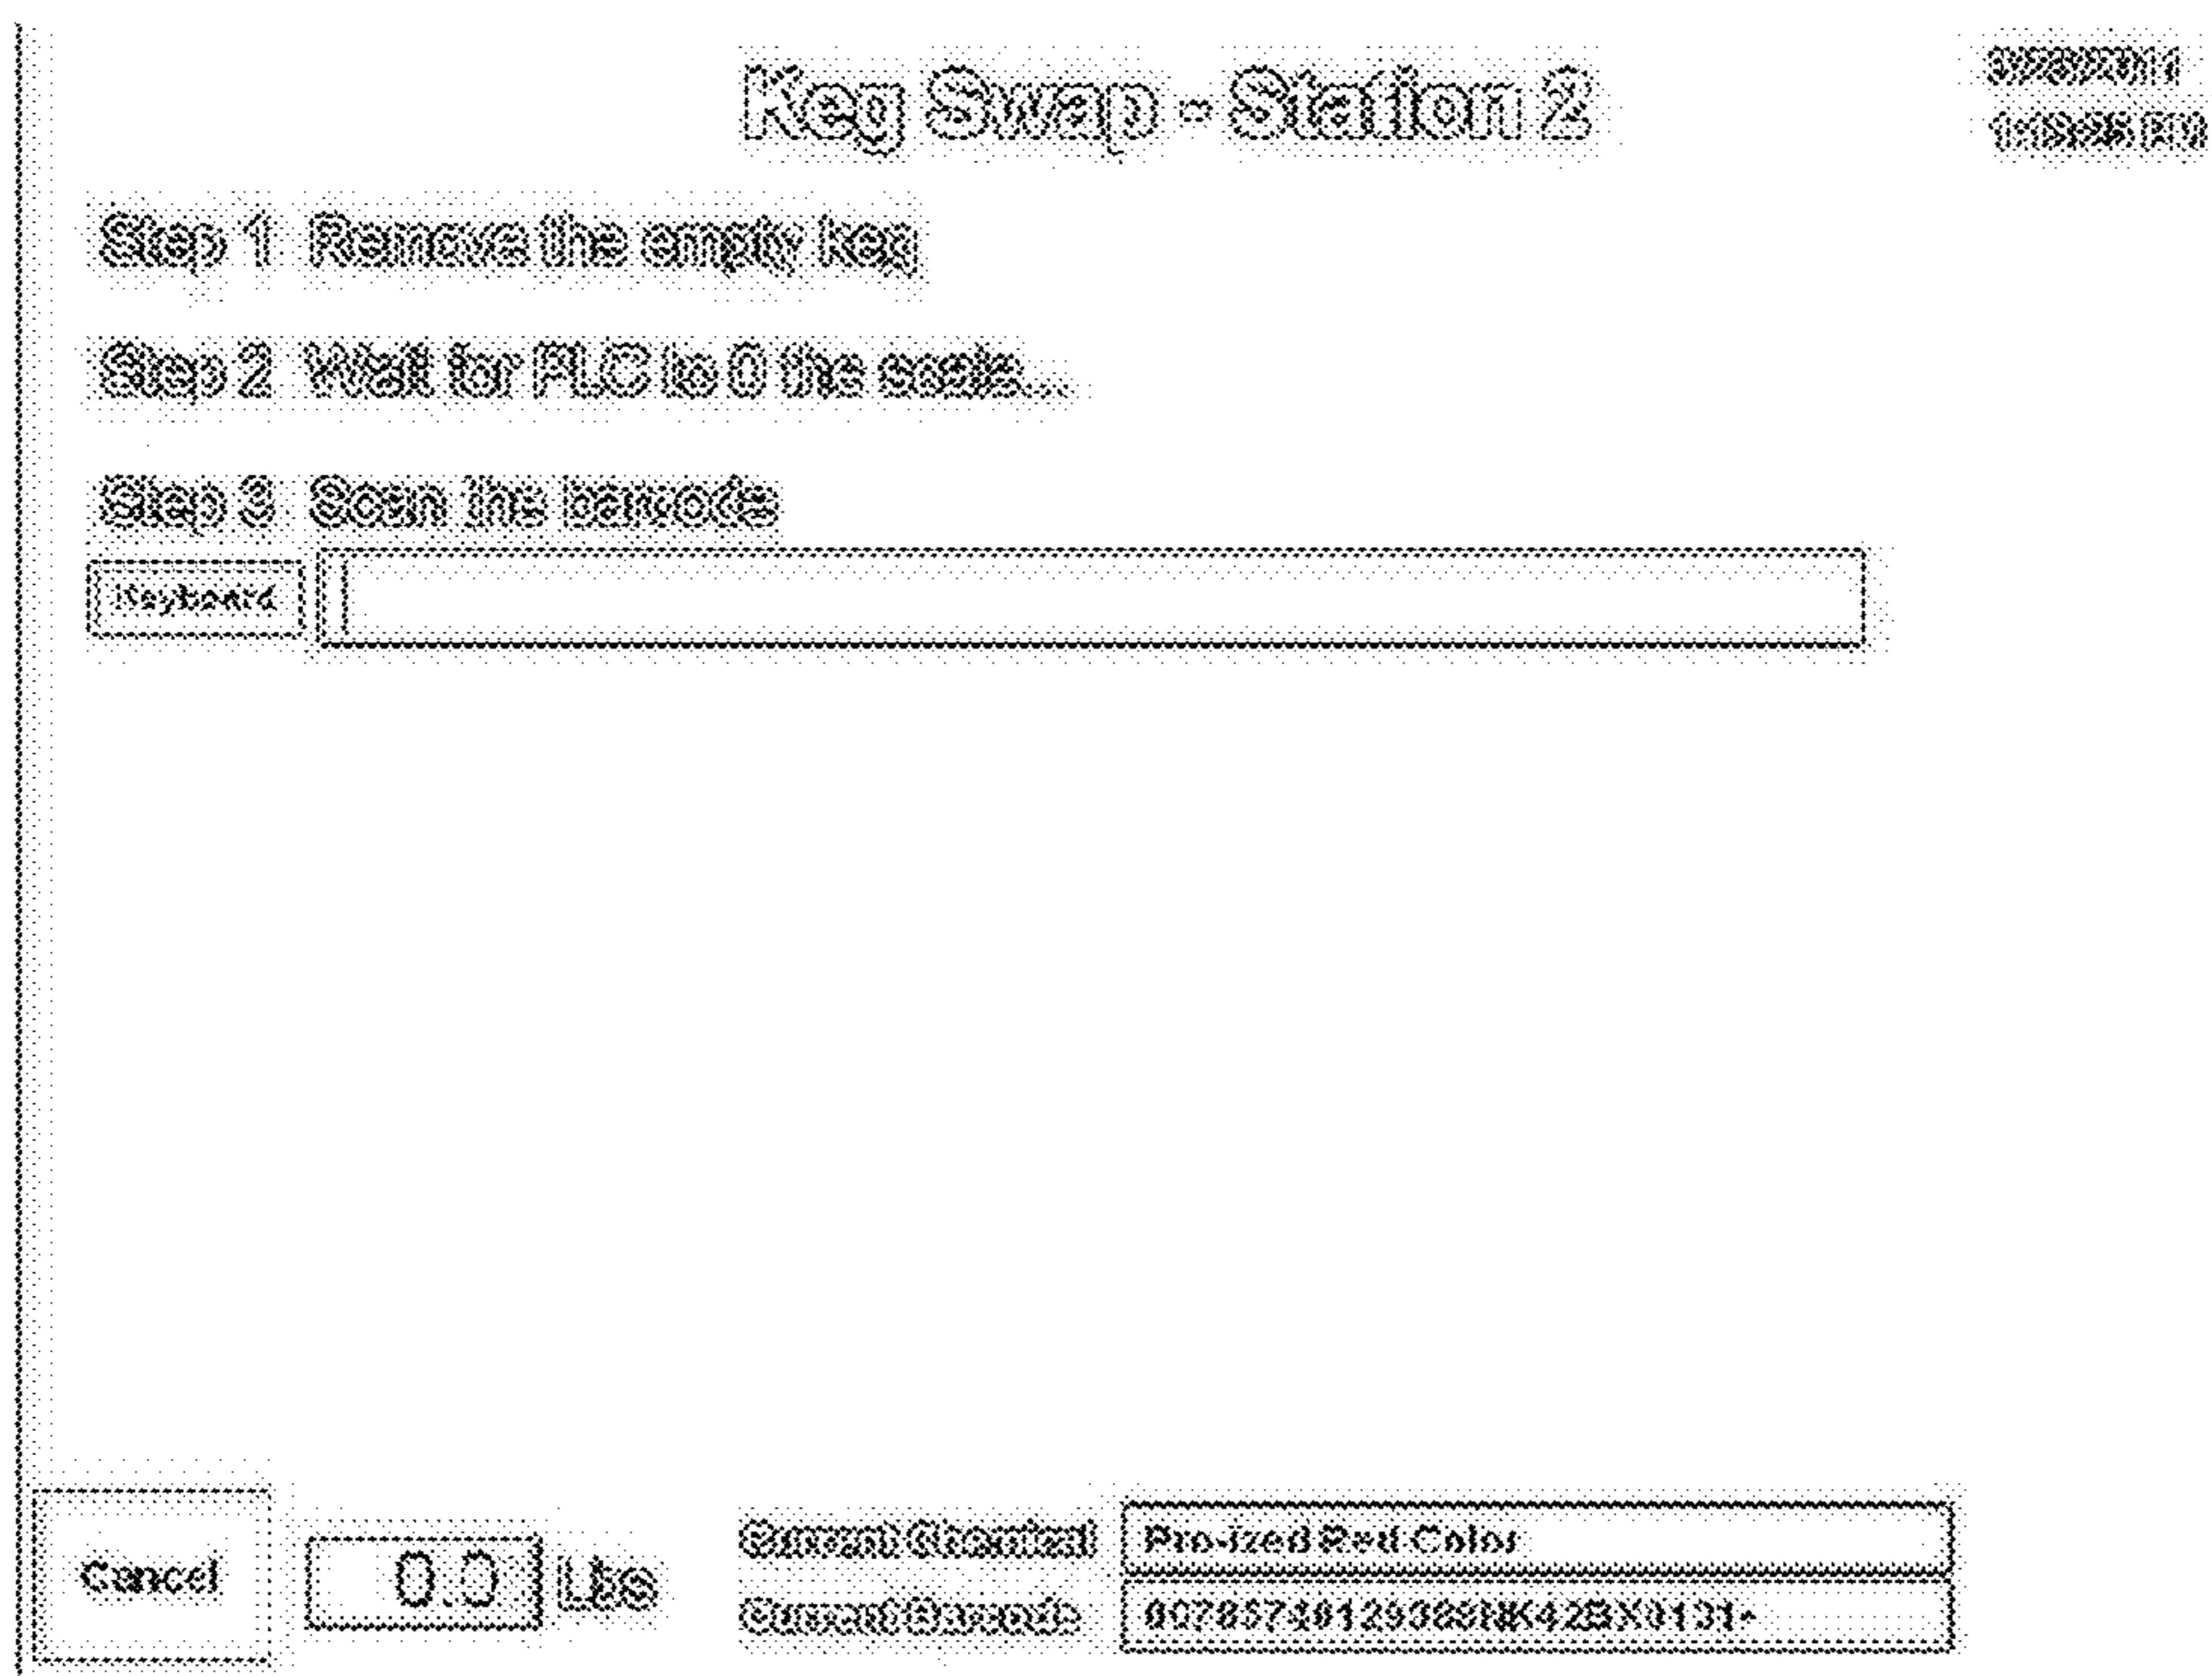 Keg Swap - Station 2
Step 1 Remove the empty keg
Step 2 Wait for PLC to 0 the scale...
Step 3 Scan the barcode
Keyboard
Cancel
0.0 Lbs
Current Chemical
Pro-ized Red Color
Current Barcode